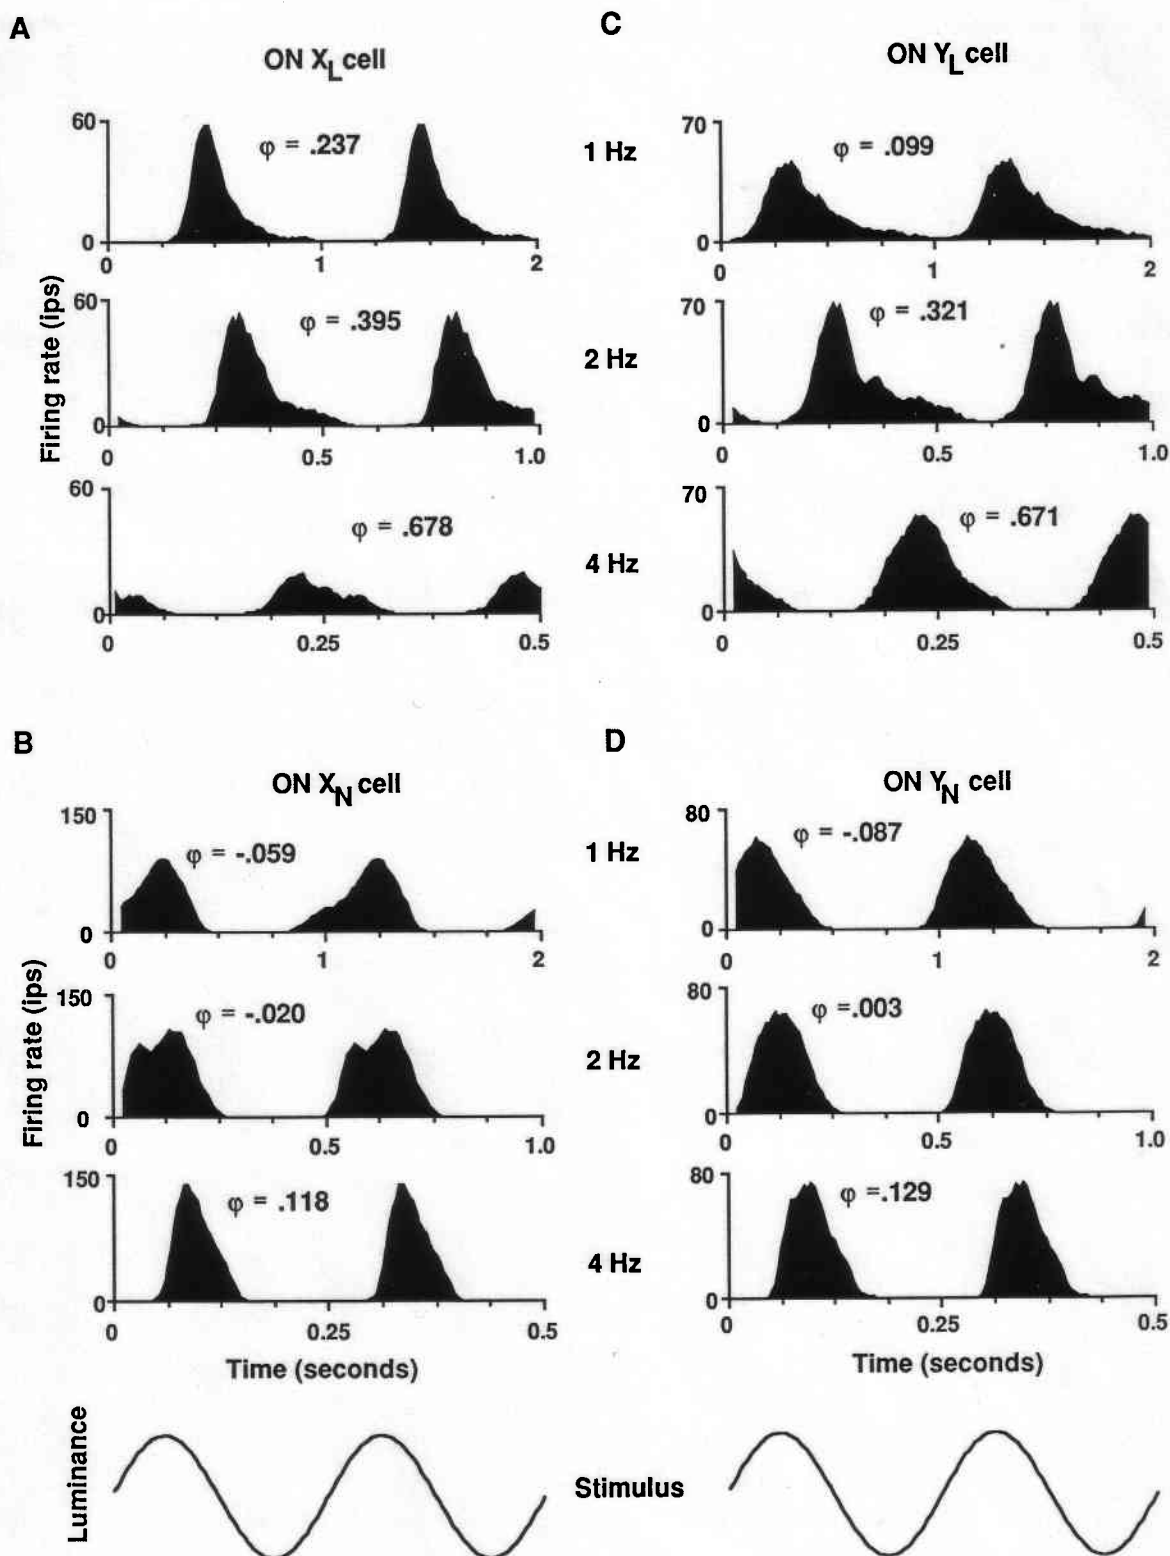 A
ON XL cell
60
φ = .237
0
0
1
2
60
φ = .395
0
0
0.5
1.0
60
φ = .678
0
0
0.25
0.5
Firing rate (ips)
C
ON YL cell
1 Hz
70
φ = .099
0
0
1
2
2 Hz
70
φ = .321
0
0
0.5
1.0
4 Hz
70
φ = .671
0
0
0.25
0.5
B
ON XN cell
150
φ = -.059
0
0
1
2
150
φ = -.020
0
0
0.5
1.0
150
φ = .118
0
0
0.25
0.5
Firing rate (ips)
Time (seconds)
D
ON YN cell
1 Hz
80
φ = -.087
0
0
1
2
2 Hz
80
φ =.003
0
0
0.5
1.0
4 Hz
80
φ =.129
0
0
0.25
0.5
Time (seconds)
Luminance
Stimulus